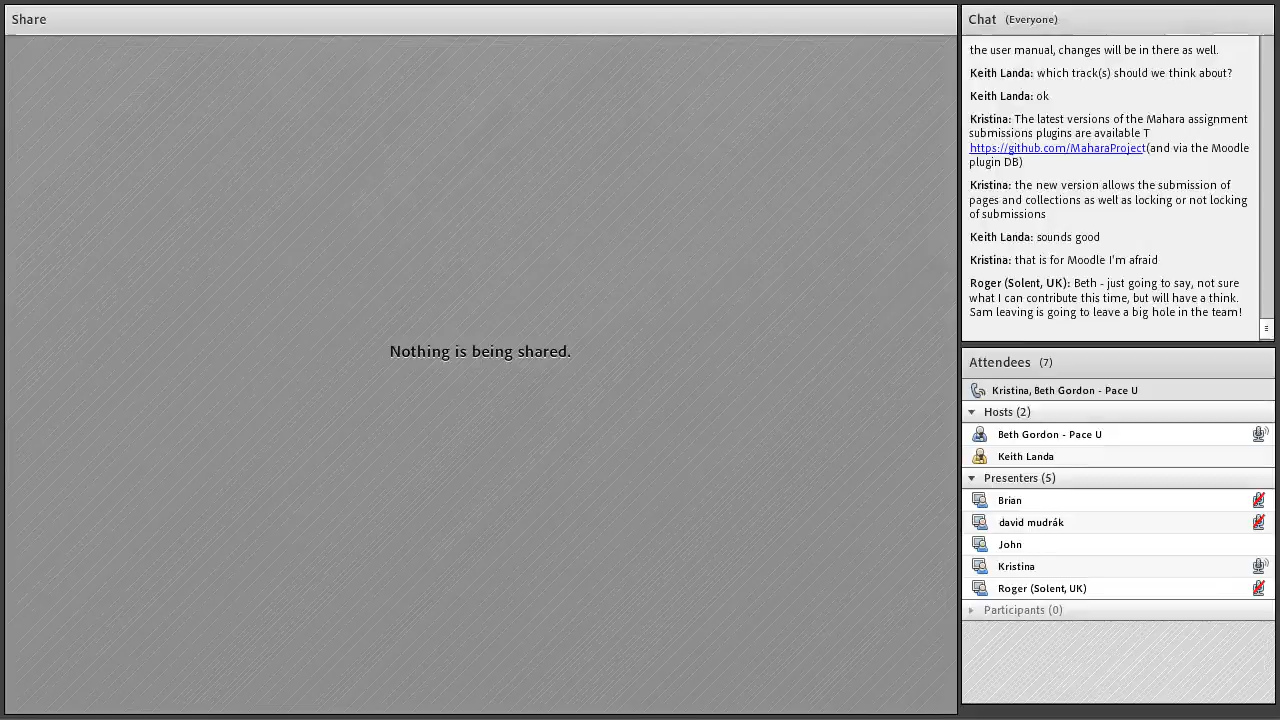 Share
Nothing is being shared.
Chat (Everyone)
the user manual, changes will be in there as well.
Keith Landa: which track(s) should we think about?
Keith Landa: ok
Kristina: The latest versions of the Mahara assignment
submissions plugins are available T
https://github.com/MaharaProject(and via the Moodle
plugin DB)
Kristina: the new version allows the submission of
pages and collections as well as locking or not locking
of submissions
Keith Landa: sounds good
Kristina: that is for Moodle I'm afraid
Roger (Solent, UK): Beth - just going to say, not sure
what I can contribute this time, but will have a think.
Sam leaving is going to leave a big hole in the team!
Attendees (7)
Kristina, Beth Gordon - Pace U
Hosts (2)
Beth Gordon - Pace U
Keith Landa
Presenters (5)
Brian
david mudrák
John
Kristina
Roger (Solent, UK)
Participants (0)